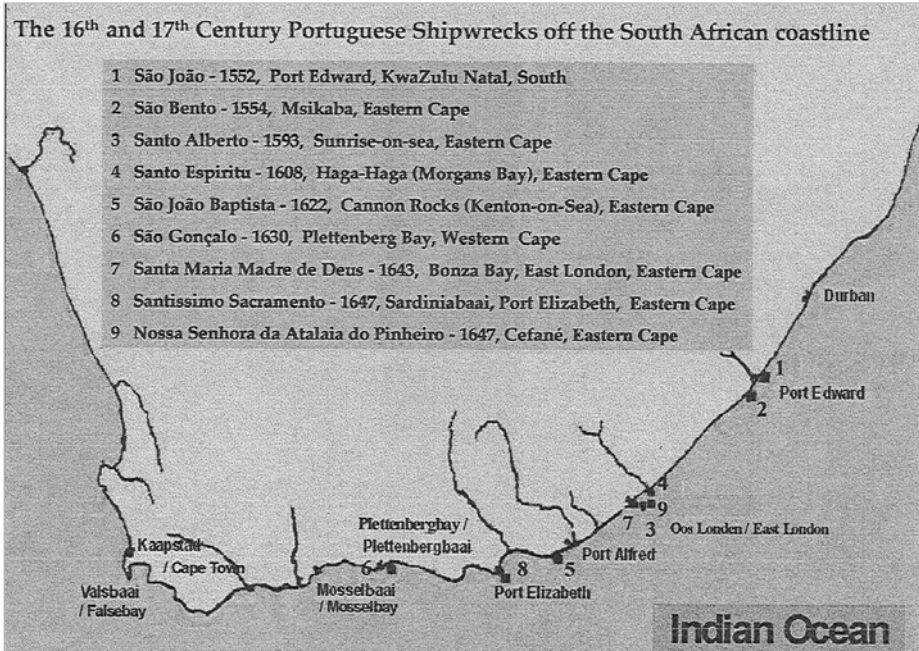 The 16th and 17th Century Portuguese Shipwrecks off the South African coastline
1 São João - 1552, Port Edward, KwaZulu Natal, South
2 São Bento - 1554, Msikaba, Eastern Cape
3 Santo Alberto - 1593, Sunrise-on-sea, Eastern Cape
4 Santo Espiritu - 1608, Haga-Haga (Morgans Bay), Eastern Cape
5 São João Baptista - 1622, Cannon Rocks (Kenton-on-Sea), Eastern Cape
6 São Gonçalo - 1630, Plettenberg Bay, Western Cape
7 Santa Maria Madre de Deus - 1643, Bonza Bay, East London, Eastern Cape
8 Santissimo Sacramento - 1647, Sardiniabaai, Port Elizabeth, Eastern Cape
9 Nossa Senhora da Atalaia do Pinheiro - 1647, Cefané, Eastern Cape
Durban
1
Port Edward
2
4
7
9
3
Oos Londen / East London
Plettenbergbay /
Plettenbergbaai
6
Port Alfred
5
8
Port Elizabeth
Kaapstad
/ Cape Town
Valsbaai
/ Falsebay
Mosselbaai
/ Mosselbay
Indian Ocean